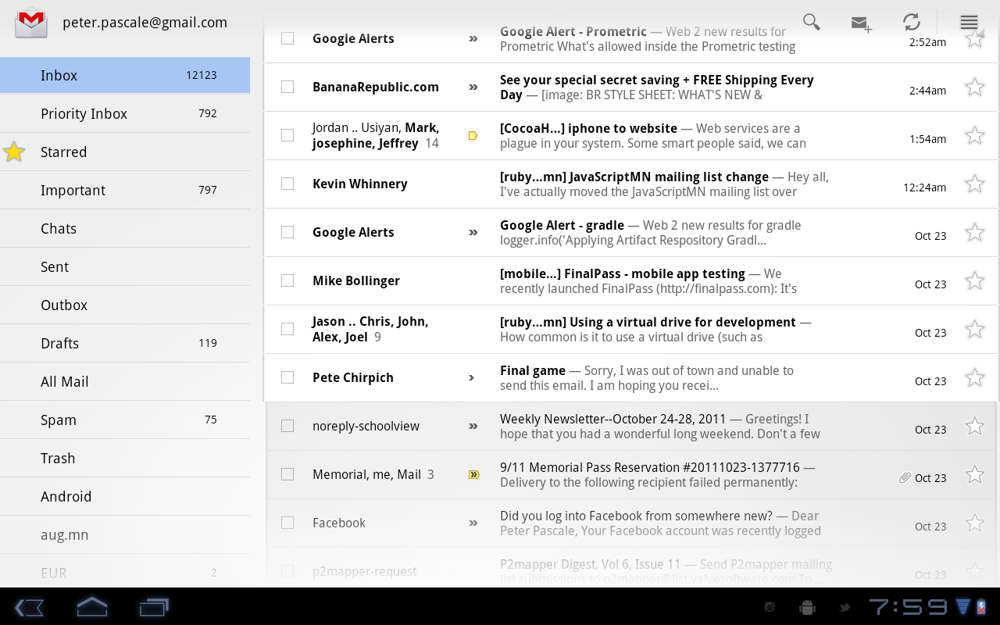 peter.pascale@gmail.com
Inbox 12123
Priority Inbox 792
Starred
Important 797
Chats
Sent
Outbox
Drafts 119
All Mail
Spam 75
Trash
Android
aug.mn
EUR 2
Google Alerts » Google Alert - Prometric — Web 2 new results for
Prometric What's allowed inside the Prometric testing 2:52am
BananaRepublic.com » See your special secret saving + FREE Shipping Every
Day — [image: BR STYLE SHEET: WHAT'S NEW & 2:44am
Jordan .. Usiyan, Mark, [CocoaH...] iphone to website — Web services are a
josephine, Jeffrey 14 plague in your system. Some smart people said, we can 1:54am
Kevin Whinnery [ruby...mn] JavaScriptMN mailing list change — Hey all,
I've actually moved the JavaScriptMN mailing list over 12:24am
Google Alerts » Google Alert - gradle — Web 2 new results for gradle
logger.info('Applying Artifact Respository Gradl... Oct 23
Mike Bollinger [mobile...] FinalPass - mobile app testing — We
recently launched FinalPass (http://finalpass.com): It's Oct 23
Jason .. Chris, John, [ruby...mn] Using a virtual drive for development —
Alex, Joel 9 How common is it to use a virtual drive (such as Oct 23
Pete Chirpich › Final game — Sorry, I was out of town and unable to
send this email. I am hoping you recei... Oct 23
noreply-schoolview » Weekly Newsletter--October 24-28, 2011 — Greetings! I
hope that you had a wonderful long weekend. Don't a few Oct 23
Memorial, me, Mail 3 » 9/11 Memorial Pass Reservation #20111023-1377716 —
Delivery to the following recipient failed permanently: Oct 23
Facebook » Did you log into Facebook from somewhere new? — Dear
Peter Pascale, Your Facebook account was recently logged Oct 23
p2mapper-request P2mapper Digest, Vol 6, Issue 11 — Send P2mapper mailing
list submissions to p2mapper@list.valvesoftware.com To ... Oct 23
7:59